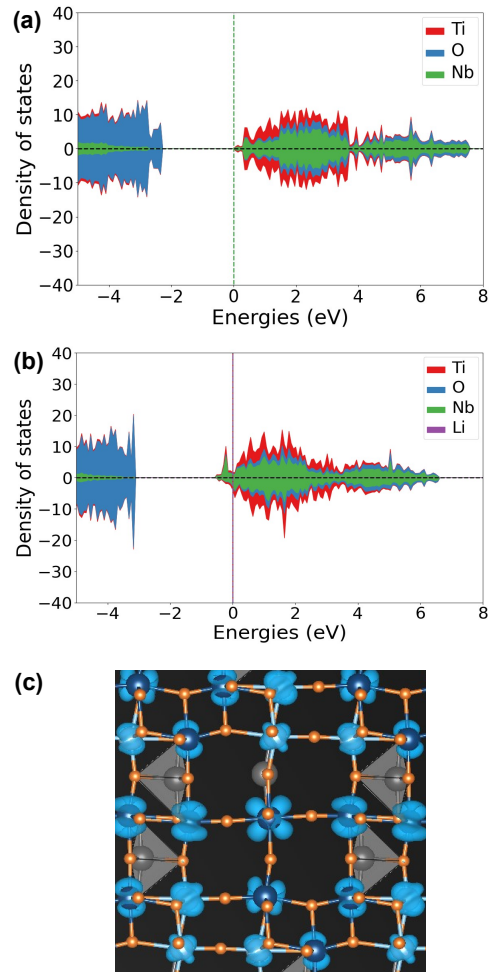 (a)
40
30
20
10
0
−10
−20
−30
−40
Density of states
Ti
O
Nb
−4 −2 0 2 4 6 8
Energies (eV)
(b)
40
30
20
10
0
−10
−20
−30
−40
Density of states
Ti
O
Nb
Li
−4 −2 0 2 4 6 8
Energies (eV)
(c)